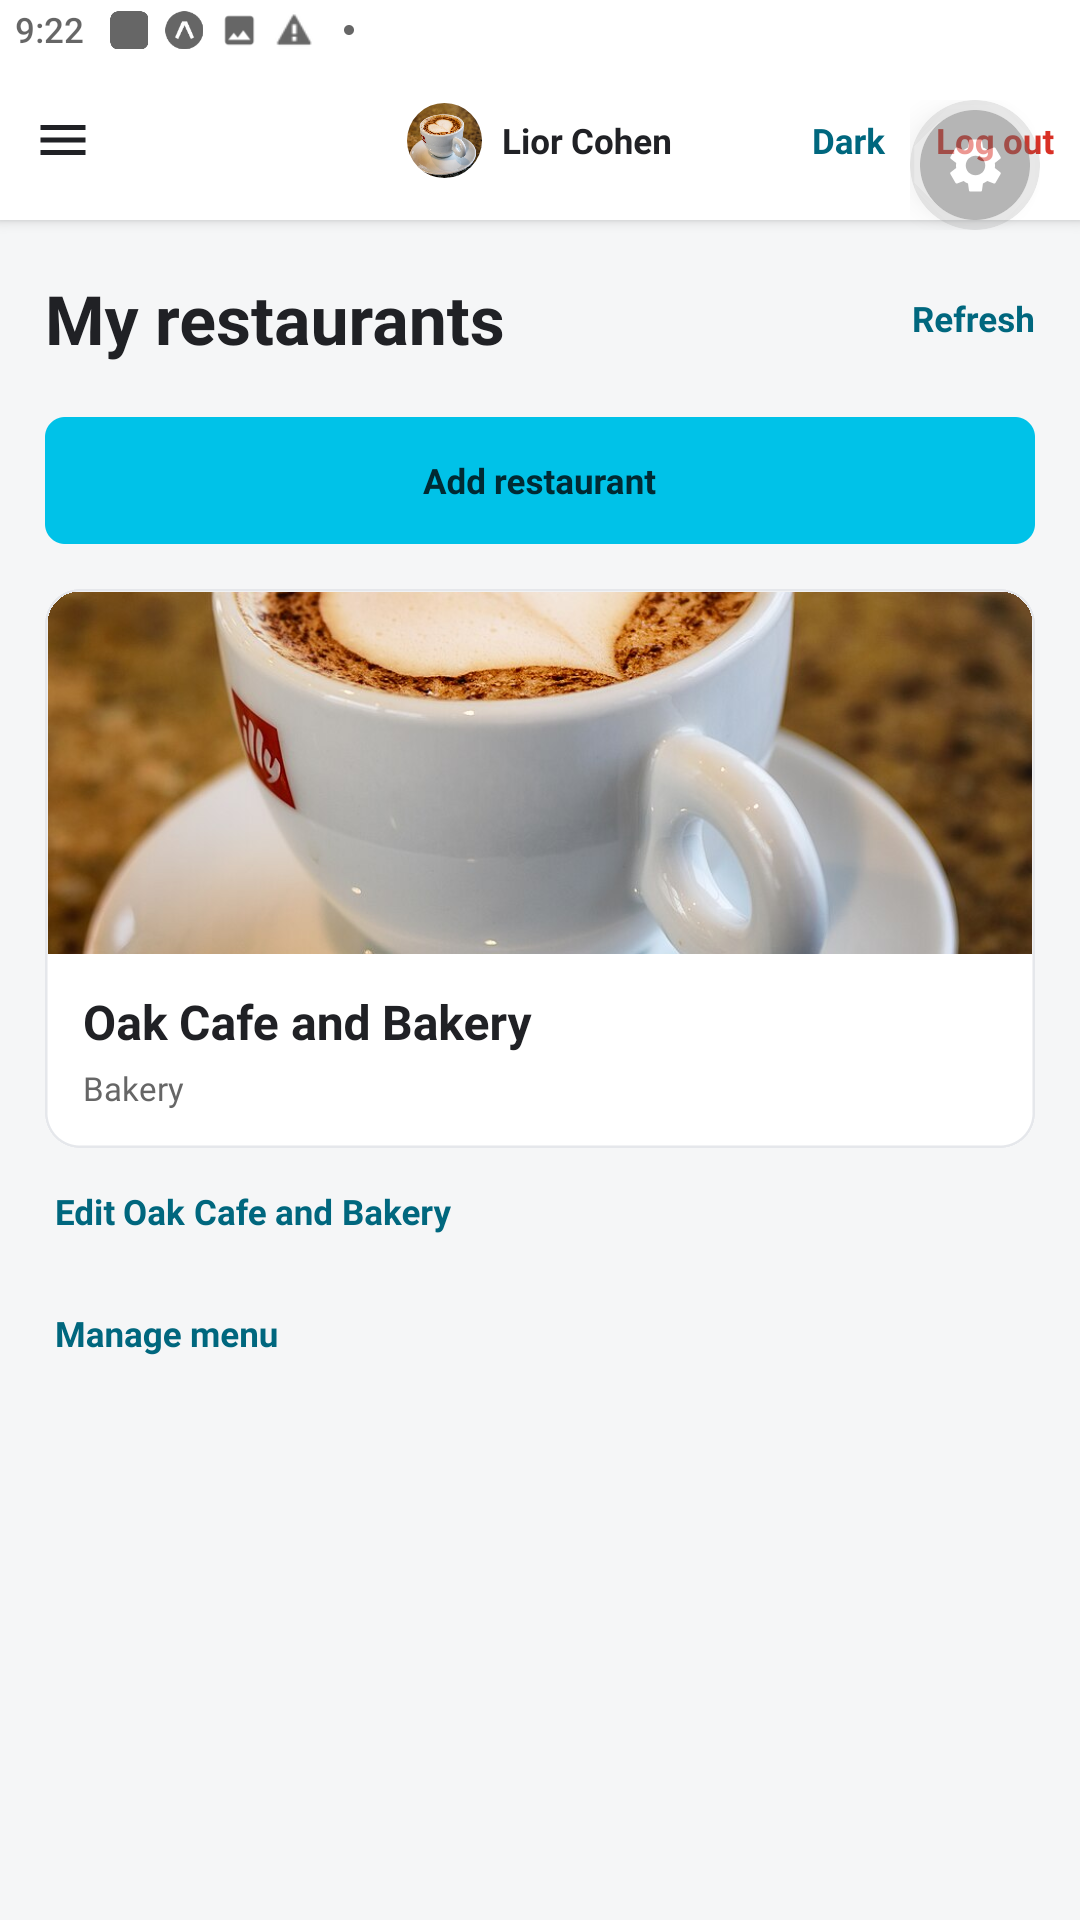 9:22
Lior Cohen
Dark
Log out
My restaurants
Refresh
Add restaurant
illy
Oak Cafe and Bakery
Bakery
Edit Oak Cafe and Bakery
Manage menu